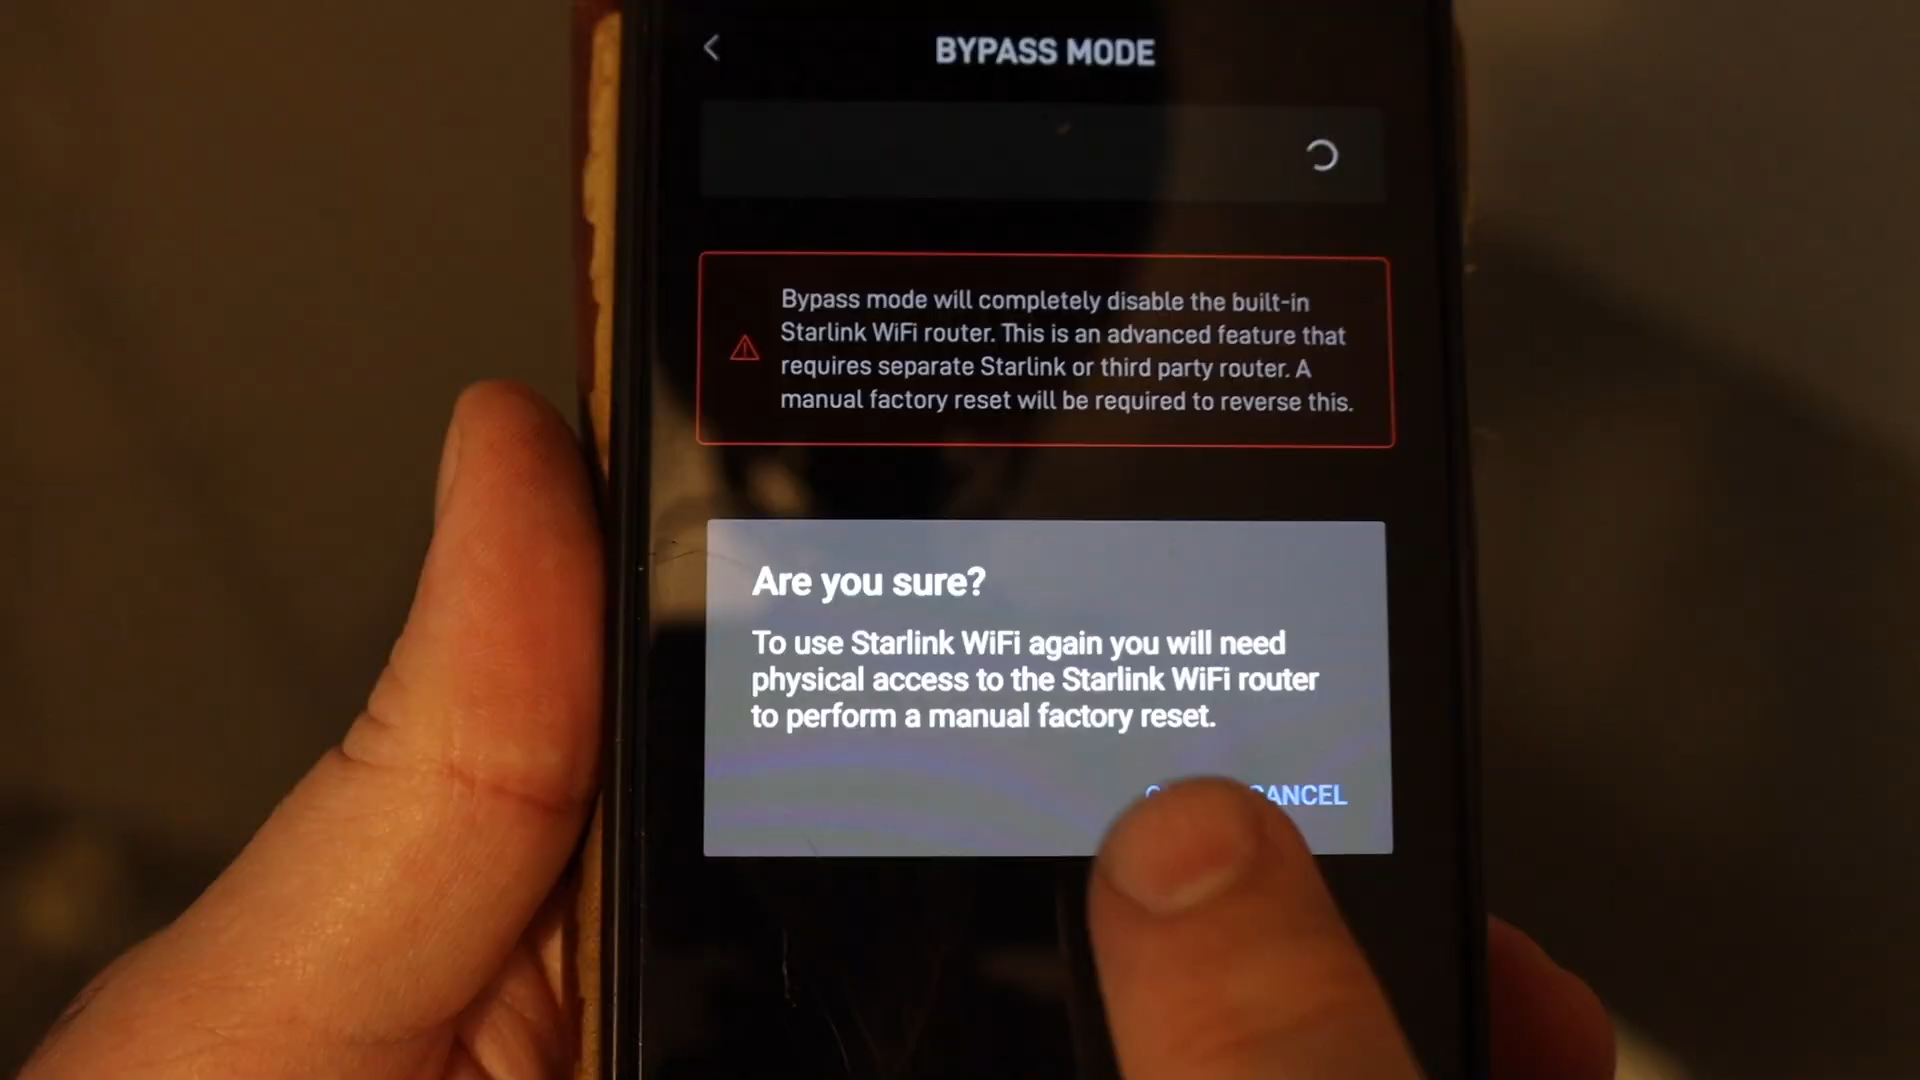 BYPASS MODE
Bypass mode will completely disable the built-in
Starlink WiFi router. This is an advanced feature that
requires separate Starlink or third party router. A
manual factory reset will be required to reverse this.
Are you sure?
To use Starlink WiFi again you will need
physical access to the Starlink WiFi router
to perform a manual factory reset.
CANCEL